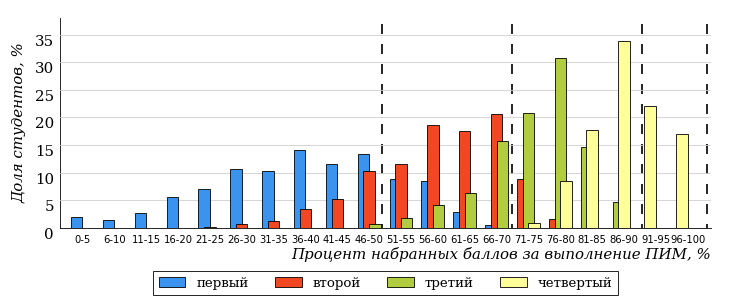 Доля студентов, %
35
30
25
20
15
10
5
0
0-5 6-10 11-15 16-20 21-25 26-30 31-35 36-40 41-45 46-50 51-55 56-60 61-65 66-70 71-75 76-80 81-85 86-90 91-95 96-100
Процент набранных баллов за выполнение ПИМ, %
первый второй третий четвертый